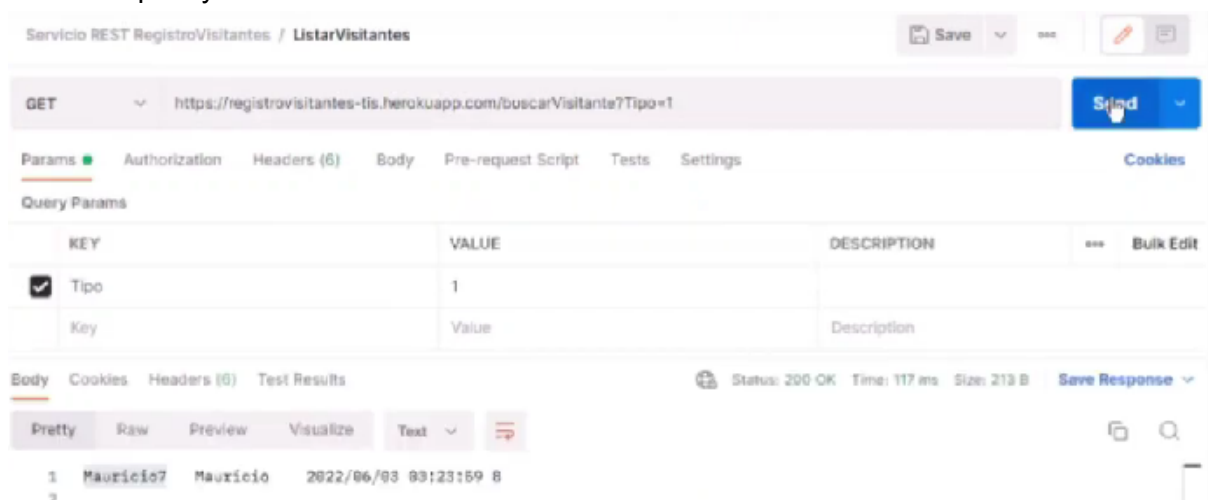 Servicio REST RegistroVisitantes / ListarVisitantes Save
GET https://registrovisitantes-tis.herokuapp.com/buscarVisitante?Tipo=1 Send
Params Authorization Headers (6) Body Pre-request Script Tests Settings Cookies
Query Params
KEY VALUE DESCRIPTION Bulk Edit
Tipo 1
Key Value Description
Body Cookies Headers (6) Test Results Status: 200 OK Time: 117 ms Size: 213 B Save Response
Pretty Raw Preview Visualize Text
1 Mauricio7 Mauricio 2022/06/03 03:23:59 8
2